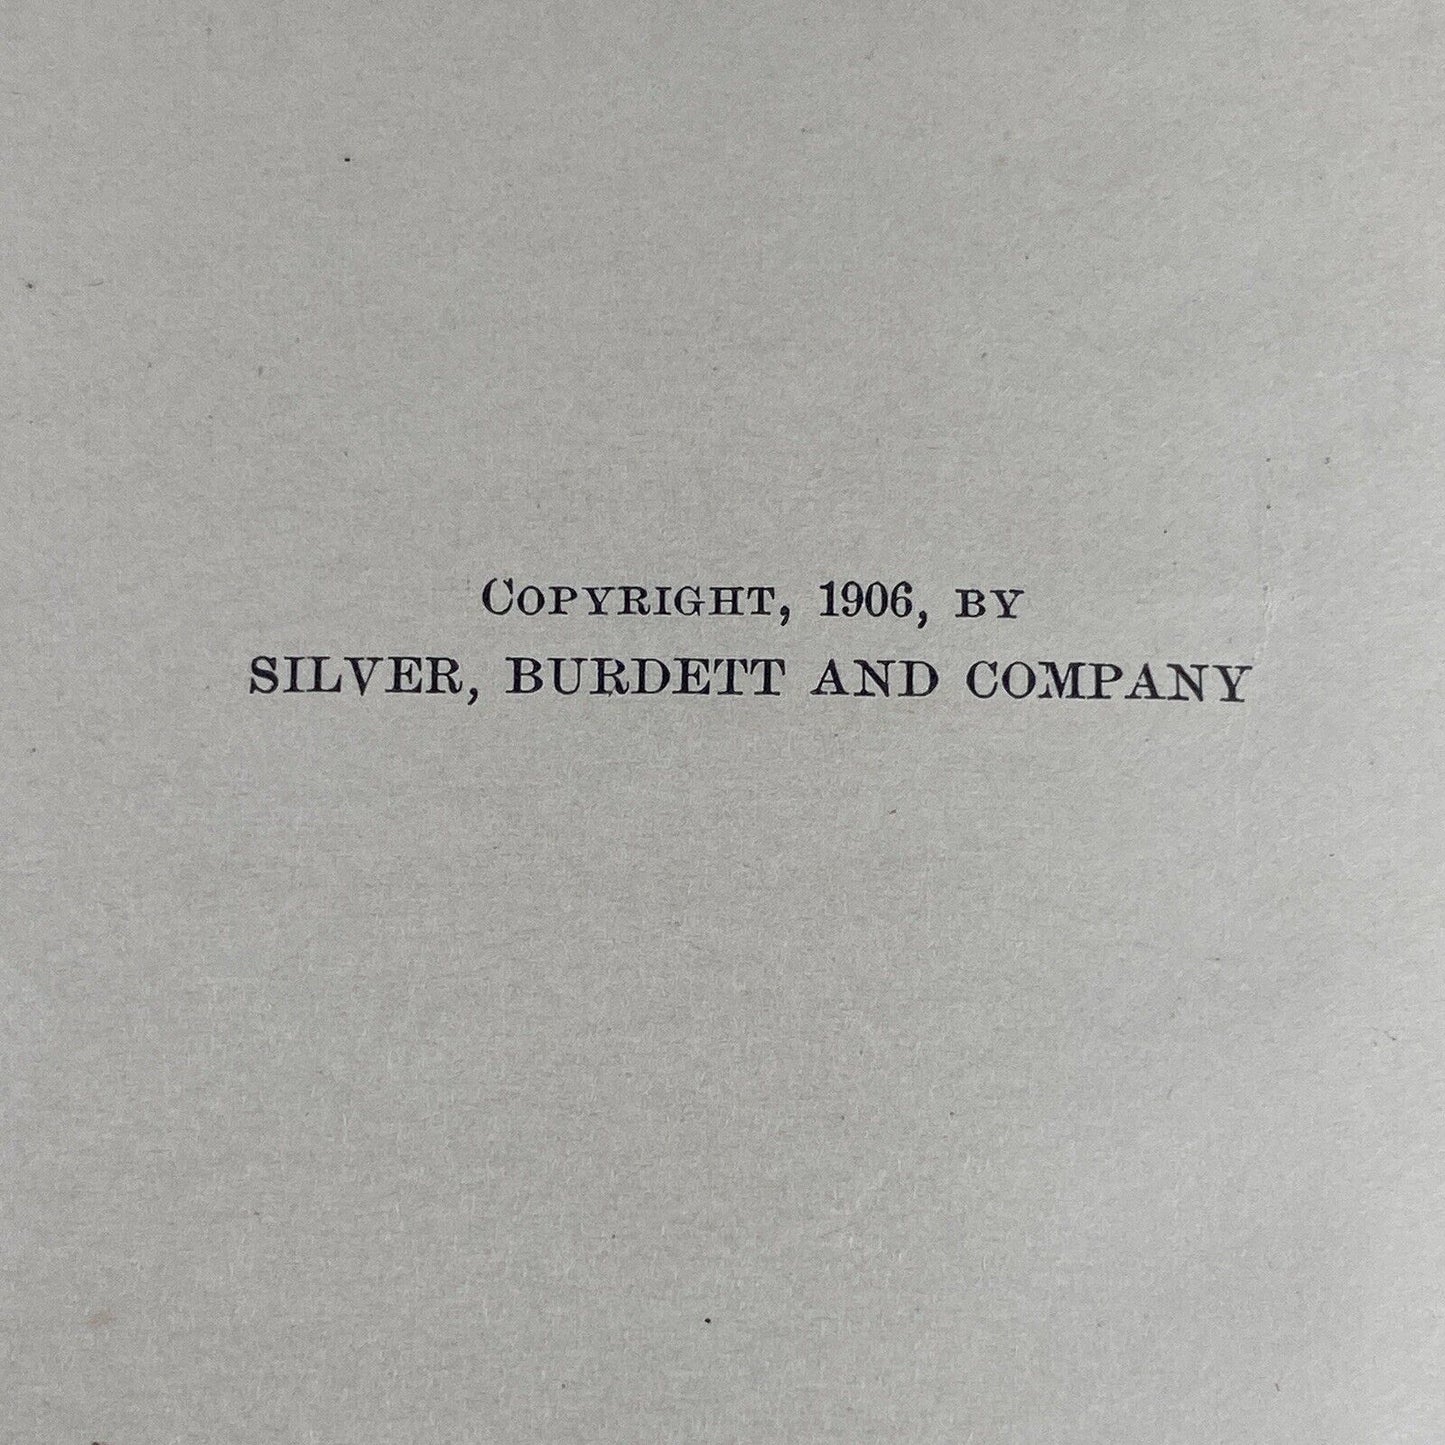 Copyright, 1906, by
SILVER, BURDETT AND COMPANY